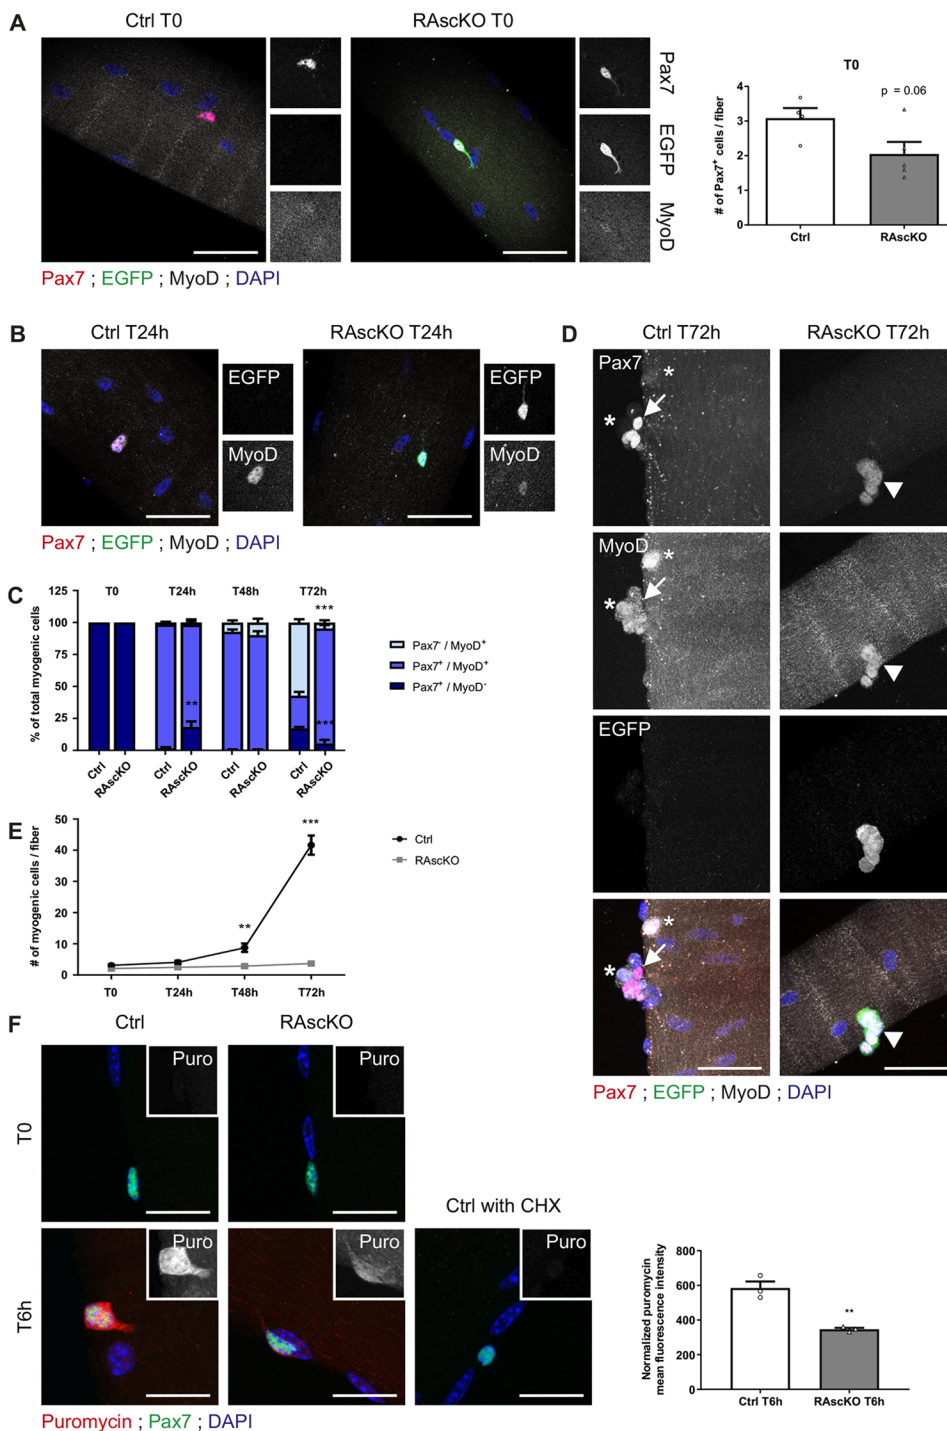 A
Ctrl T0
RAscKO T0
Pax7
EGFP
MyoD
Pax7 ; EGFP ; MyoD ; DAPI
T0
p = 0.06
# of Pax7+ cells / fiber
4
3
2
1
0
Ctrl
RAscKO
B
Ctrl T24h
RAscKO T24h
EGFP
MyoD
EGFP
MyoD
Pax7 ; EGFP ; MyoD ; DAPI
C
T0
T24h
T48h
T72h
% of total myogenic cells
125
100
75
50
25
0
***
**
***
Ctrl
RAscKO
Ctrl
RAscKO
Ctrl
RAscKO
Ctrl
RAscKO
Pax7- / MyoD+
Pax7+ / MyoD+
Pax7+ / MyoD-
D
Ctrl T72h
RAscKO T72h
Pax7
*
*
MyoD
*
*
EGFP
*
*
Pax7 ; EGFP ; MyoD ; DAPI
E
# of myogenic cells / fiber
50
40
30
20
10
0
**
***
Ctrl
RAscKO
T0
T24h
T48h
T72h
F
Ctrl
RAscKO
T0
Puro
Puro
Ctrl with CHX
T6h
Puro
Puro
Puro
Puromycin ; Pax7 ; DAPI
Normalized puromycin
mean fluorescence intensity
800
600
400
200
0
**
Ctrl T6h
RAscKO T6h